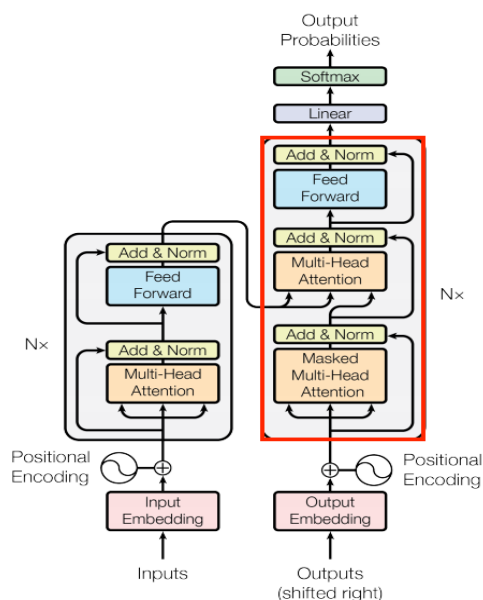 Output
Probabilities
Softmax
Linear
Add & Norm
Feed
Forward
Add & Norm
Multi-Head
Attention
Add & Norm
Masked
Multi-Head
Attention
Nx
Positional
Encoding
Output
Embedding
Outputs
(shifted right)
Add & Norm
Feed
Forward
Add & Norm
Multi-Head
Attention
Nx
Positional
Encoding
Input
Embedding
Inputs